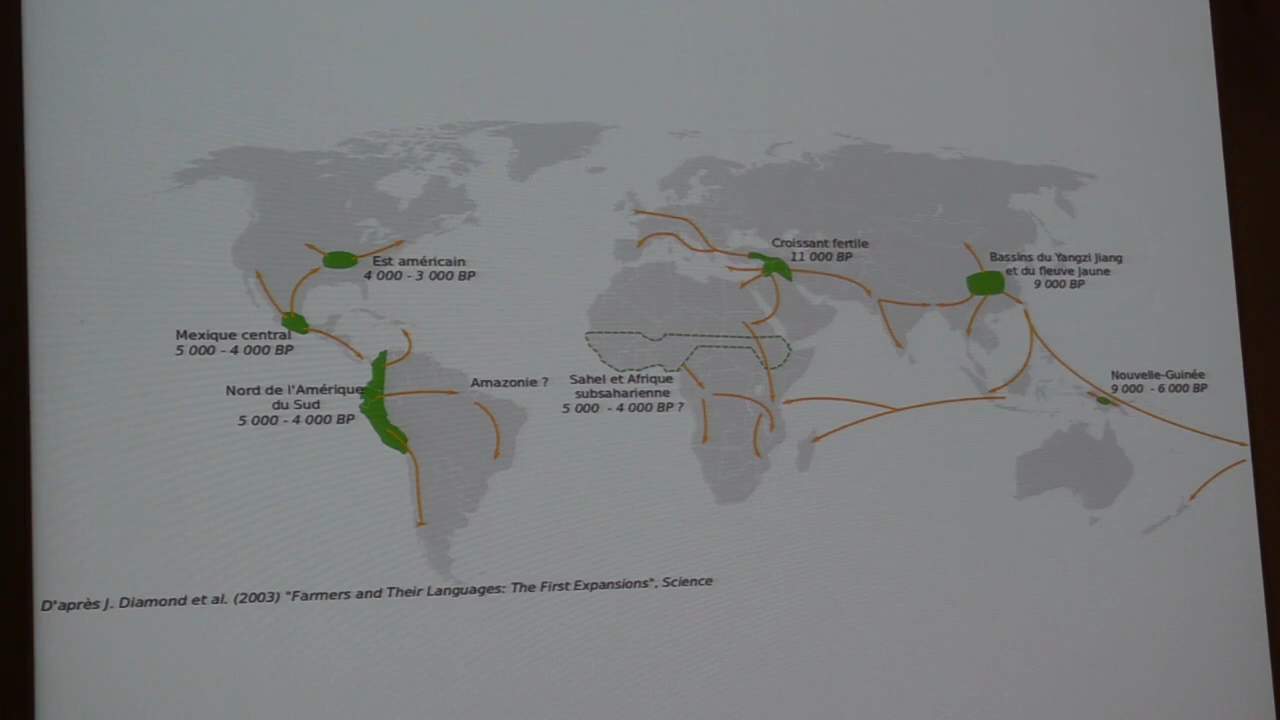 Croissant fertile
11 000 BP
Est américain
4 000 - 3 000 BP
Bassins du Yangzi Jiang
et du fleuve Jaune
9 000 BP
Mexique central
5 000 - 4 000 BP
Nord de l'Amérique
du Sud
5 000 - 4 000 BP
Amazonie ?
Sahel et Afrique
subsaharienne
5 000 - 4 000 BP ?
Nouvelle-Guinée
9 000 - 6 000 BP
D'après J. Diamond et al. (2003) "Farmers and Their Languages: The First Expansions", Science